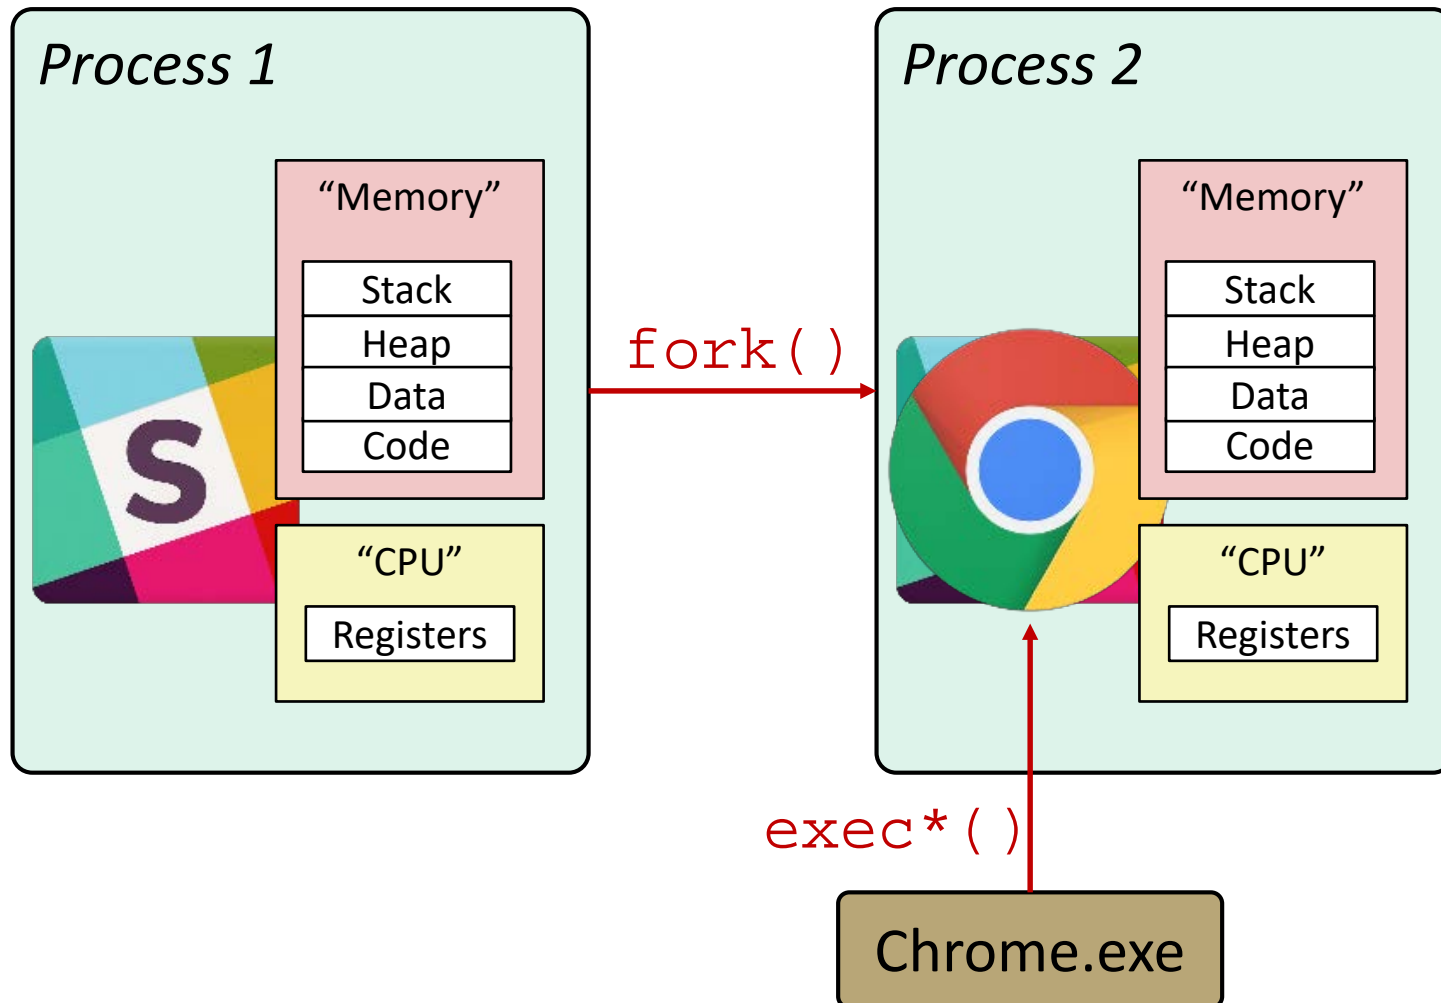 Process 1
“Memory”
Stack
Heap
Data
Code
S
“CPU”
Registers
fork()
Process 2
“Memory”
Stack
Heap
Data
Code
“CPU”
Registers
exec*()
Chrome.exe